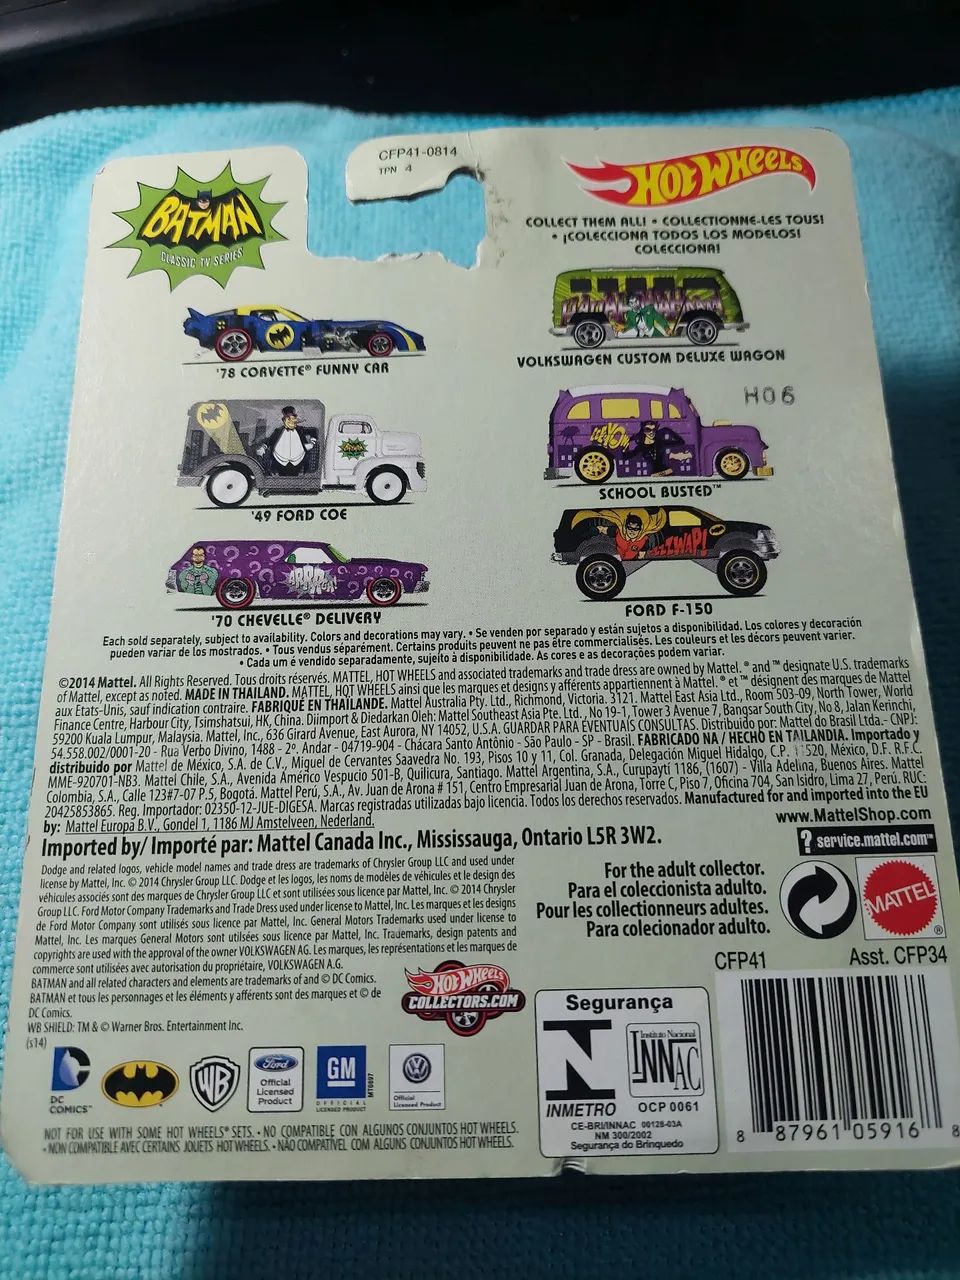 CFP41-0814
TPN 4
BATMAN
CLASSIC TV SERIES
HOT WHEELS
COLLECT THEM ALL! • COLLECTIONNE-LES TOUS!
• ¡COLECCIONA TODOS LOS MODELOS!
COLECCIONA!
'78 CORVETTE® FUNNY CAR
VOLKSWAGEN CUSTOM DELUXE WAGON
H06
BATMAN
'49 FORD COE
SCHOOL BUSTED™
'70 CHEVELLE® DELIVERY
FORD F-150
Each sold separately, subject to availability. Colors and decorations may vary. • Se venden por separado y están sujetos a disponibilidad. Los colores y decoración
pueden variar de los mostrados. • Tous vendus séparément. Certains produits peuvent ne pas être commercialisés. Les couleurs et les décors peuvent varier.
• Cada um é vendido separadamente, sujeito à disponibilidade. As cores e as decorações podem variar.
©2014 Mattel. All Rights Reserved. Tous droits réservés. MATTEL, HOT WHEELS and associated trademarks and trade dress are owned by Mattel. ® and ™ designate U.S. trademarks
of Mattel, except as noted. MADE IN THAILAND. MATTEL, HOT WHEELS ainsi que les marques et designs y afférents appartiennent à Mattel. ® et ™ désignent des marques de Mattel
aux États-Unis, sauf indication contraire. FABRIQUÉ EN THAÏLANDE. Mattel Australia Pty. Ltd., Richmond, Victoria. 3121. Mattel East Asia Ltd., Room 503-09, North Tower, World
Finance Centre, Harbour City, Tsimshatsui, HK, China. Diimport & Diedarkan Oleh: Mattel Southeast Asia Pte. Ltd., No 19-1, Tower 3 Avenue 7, Bangsar South City, No 8, Jalan Kerinchi,
59200 Kuala Lumpur, Malaysia. Mattel, Inc., 636 Girard Avenue, East Aurora, NY 14052, U.S.A. GUARDAR PARA EVENTUAIS CONSULTAS. Distribuido por: Mattel do Brasil Ltda.- CNPJ:
54.558.002/0001-20 - Rua Verbo Divino, 1488 - 2º. Andar - 04719-904 - Chácara Santo Antônio - São Paulo - SP - Brasil. FABRICADO NA / HECHO EN TAILANDIA. Importado y
distribuido por Mattel de México, S.A. de C.V., Miguel de Cervantes Saavedra No. 193, Pisos 10 y 11, Col. Granada, Delegación Miguel Hidalgo, C.P. 11520, México, D.F. R.F.C.
MME-920701-NB3. Mattel Chile, S.A., Avenida Américo Vespucio 501-B, Quilicura, Santiago. Mattel Argentina, S.A., Curupaytí 1186, (1607) - Villa Adelina, Buenos Aires. Mattel
Colombia, S.A., Calle 123#7-07 P.5, Bogotá. Mattel Perú, S.A., Av. Juan de Arona # 151, Centro Empresarial Juan de Arona, Torre C, Piso 7, Oficina 704, San Isidro, Lima 27, Perú. RUC:
20425853865. Reg. Importador: 02350-12-JUE-DIGESA. Marcas registradas utilizadas bajo licencia. Todos los derechos reservados. Manufactured for and imported into the EU
by: Mattel Europa B.V., Gondel 1, 1186 MJ Amstelveen, Nederland.
www.MattelShop.com
Imported by/ Importé par: Mattel Canada Inc., Mississauga, Ontario L5R 3W2.
? service.mattel.com™
Dodge and related logos, vehicle model names and trade dress are trademarks of Chrysler Group LLC and used under
license by Mattel, Inc. © 2014 Chrysler Group LLC. Dodge et les logos, les noms de modèles de véhicules et le design des
véhicules associés sont des marques de Chrysler Group LLC et sont utilisées sous licence par Mattel, Inc. © 2014 Chrysler
Group LLC. Ford Motor Company Trademarks and Trade Dress used under license to Mattel, Inc. Les marques et les designs
de Ford Motor Company sont utilisés sous licence par Mattel, Inc. General Motors Trademarks used under license to
Mattel, Inc. Les marques General Motors sont utilisées sous licence par Mattel, Inc. Trademarks, design patents and
copyrights are used with the approval of the owner VOLKSWAGEN AG. Les marques, les représentations et les marques de
commerce sont utilisées avec autorisation du propriétaire, VOLKSWAGEN A.G.
BATMAN and all related characters and elements are trademarks of and © DC Comics.
BATMAN et tous les personnages et les éléments y afférents sont des marques et © de
DC Comics.
WB SHIELD: TM & © Warner Bros. Entertainment Inc.
(s14)
For the adult collector.
Para el coleccionista adulto.
Pour les collectionneurs adultes.
Para colecionador adulto.
MATTEL
®
CFP41
Asst. CFP34
HOT WHEELS
COLLECTORS.COM
DC
COMICS™
WB
Ford
Official
Licensed
Product
GM
OFFICIAL
LICENSED PRODUCT
MT0897
Official
Licensed Product
Segurança
N
INMETRO
Instituto Nacional
INNAC
OCP 0061
CE-BRI/INNAC 00128-03A
NM 300/2002
Segurança do Brinquedo
8 87961 05916 8
NOT FOR USE WITH SOME HOT WHEELS® SETS. • NO COMPATIBLE CON ALGUNOS CONJUNTOS HOT WHEELS.
• NON COMPATIBLE AVEC CERTAINS JOUETS HOT WHEELS. • NÃO COMPATÍVEL COM ALGUNS CONJUNTOS HOT WHEELS.